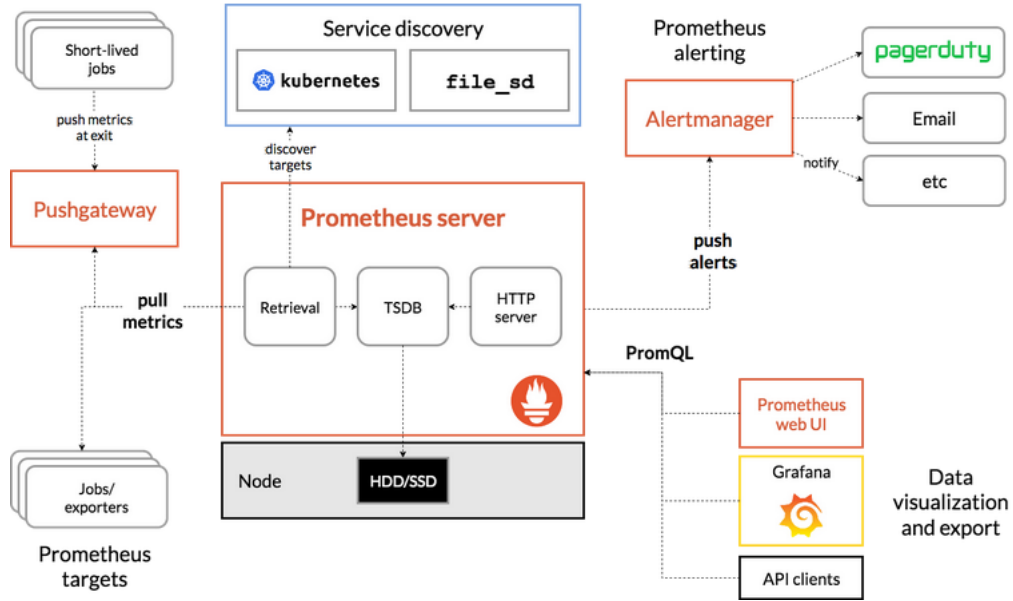 Short-lived
jobs
push metrics
at exit
Pushgateway
pull
metrics
Jobs/
exporters
Prometheus
targets
Service discovery
kubernetes
file_sd
discover
targets
Prometheus server
Retrieval
TSDB
HTTP
server
Node
HDD/SSD
Prometheus
alerting
Alertmanager
pagerduty
Email
notify
etc
push
alerts
PromQL
Prometheus
web UI
Grafana
API clients
Data
visualization
and export